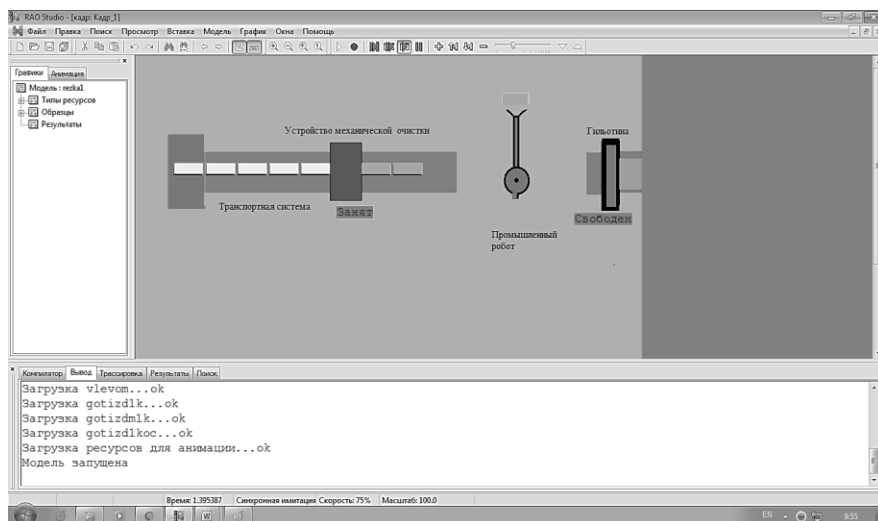 RAO Studio - [кадр: Кадр_1]
Файл Правка Поиск Просмотр Вставка Модель График Окна Помощь
Графики Анимация
Модель : rezka1
Типы ресурсов
Образцы
Результаты
Устройство механической очистки
Гильотина
Транспортная система
Занят
Свободен
Промышленный
робот
Компилятор Вывод Трассировка Результаты Поиск
Загрузка vlevom...ok
Загрузка gotizdlk...ok
Загрузка gotizdm1k...ok
Загрузка gotizdlkoc...ok
Загрузка ресурсов для анимации...ok
Модель запущена
Время: 1.395387 Синхронная имитация Скорость: 75% Масштаб: 100.0
EN 9:55